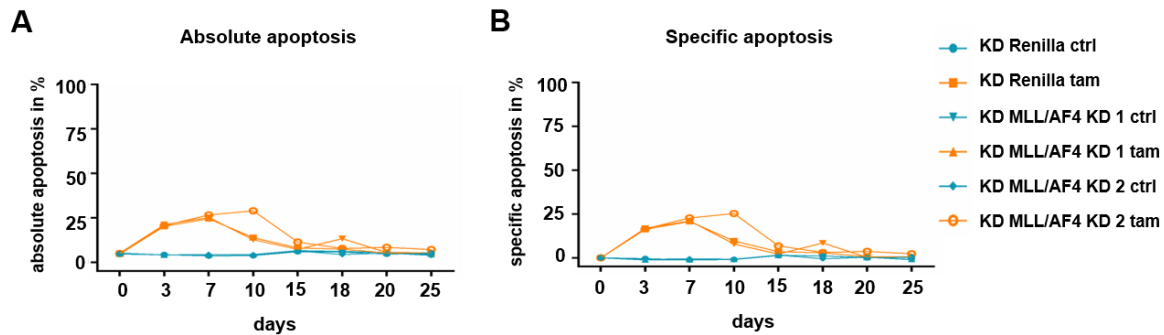 A
Absolute apoptosis
absolute apoptosis in %
100
75
50
25
0
0 3 7 10 15 18 20 25
days
B
Specific apoptosis
specific apoptosis in %
100
75
50
25
0
0 3 7 10 15 18 20 25
days
KD Renilla ctrl
KD Renilla tam
KD MLL/AF4 KD 1 ctrl
KD MLL/AF4 KD 1 tam
KD MLL/AF4 KD 2 ctrl
KD MLL/AF4 KD 2 tam